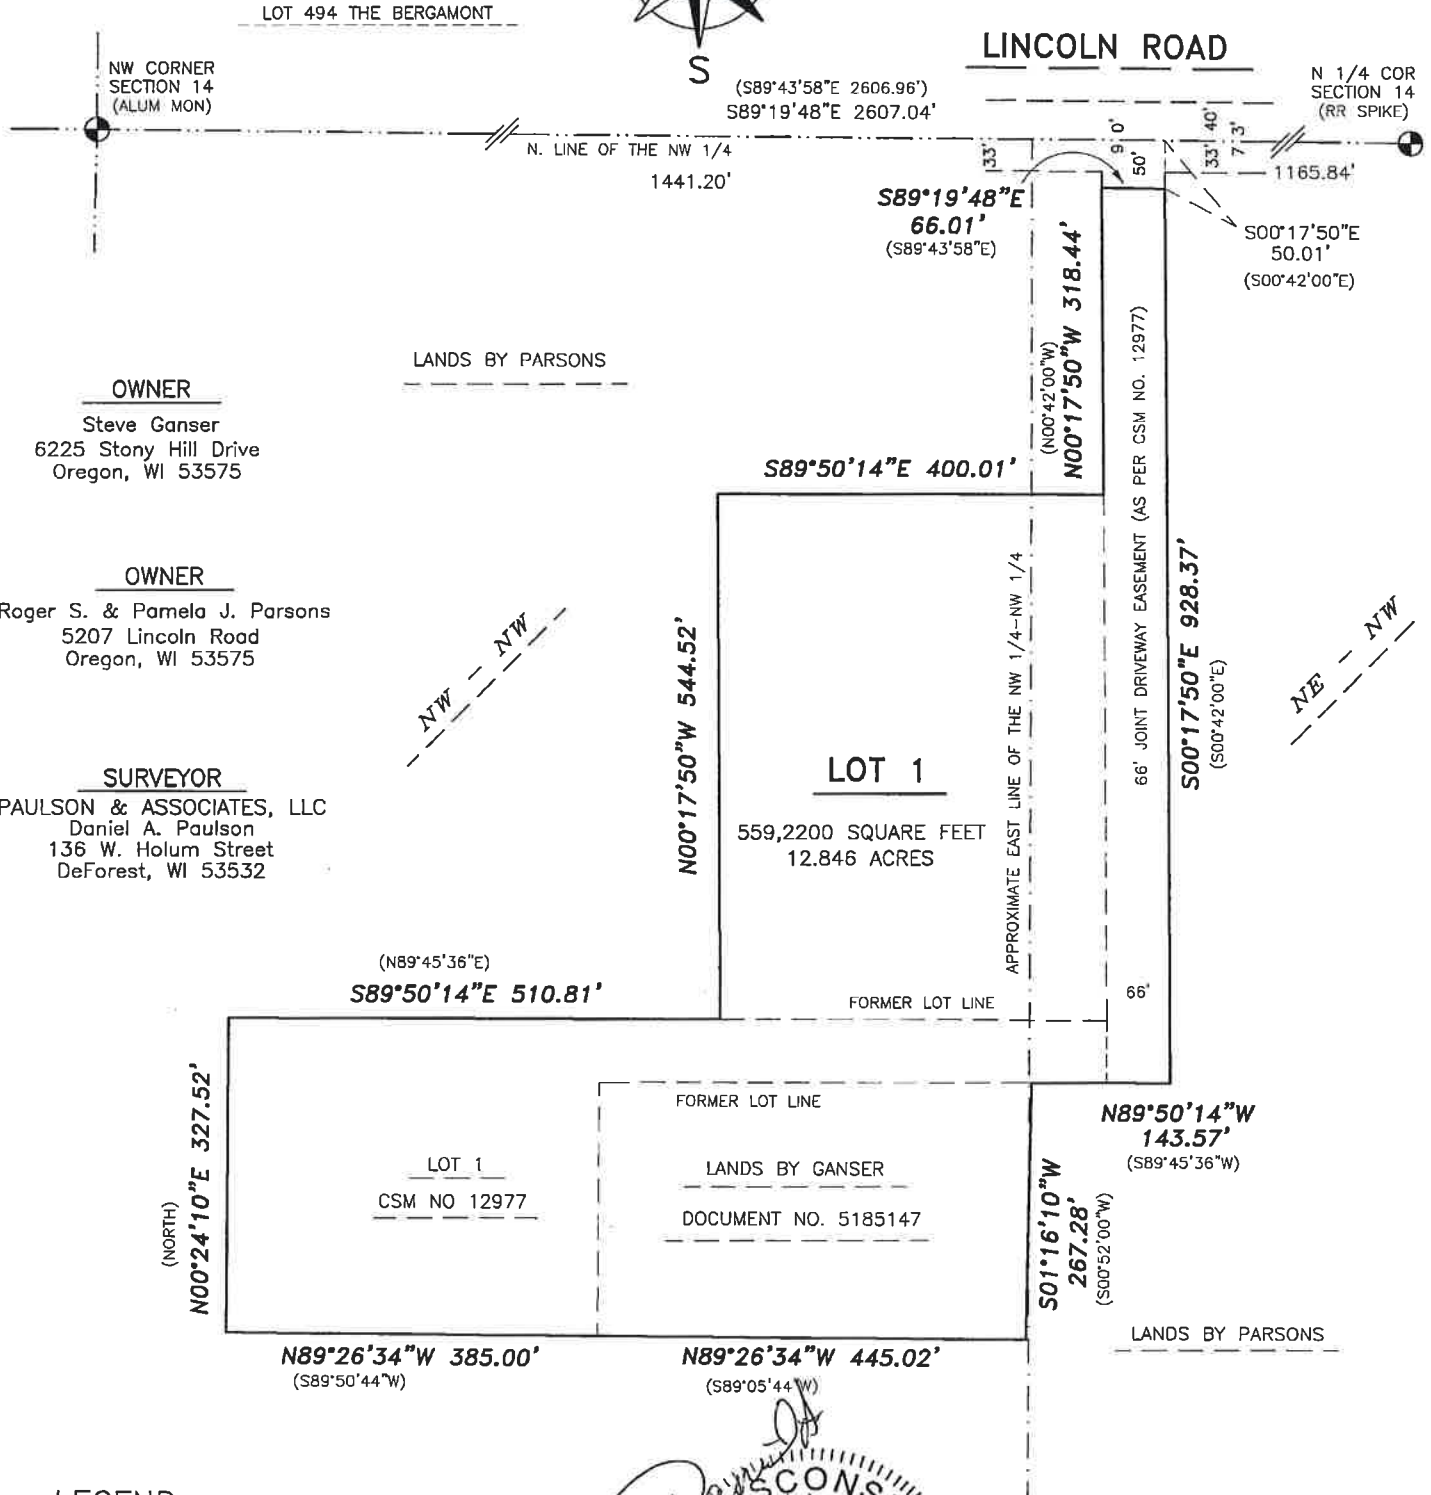 LOT 494 THE BERGAMONT
S
LINCOLN ROAD
NW CORNER
SECTION 14
(ALUM MON)
(S89°43'58"E 2606.96')
S89°19'48"E 2607.04'
N 1/4 COR
SECTION 14
(RR SPIKE)
N. LINE OF THE NW 1/4
1441.20'
33'
90'
50'
33'
40'
73'
1165.84'
S89°19'48"E
66.01'
(S89°43'58"E)
S00°17'50"E
50.01'
(S00°42'00"E)
(N00°42'00"W)
N00°17'50"W 318.44'
66' JOINT DRIVEWAY EASEMENT (AS PER CSM NO. 12977)
LANDS BY PARSONS
OWNER
Steve Ganser
6225 Stony Hill Drive
Oregon, WI 53575
S89°50'14"E 400.01'
OWNER
Roger S. & Pamela J. Parsons
5207 Lincoln Road
Oregon, WI 53575
NW - NW
N00°17'50"W 544.52'
APPROXIMATE EAST LINE OF THE NW 1/4-NW 1/4
S00°17'50"E 928.37'
(S00°42'00"E)
NE - NW
SURVEYOR
PAULSON & ASSOCIATES, LLC
Daniel A. Paulson
136 W. Holum Street
DeForest, WI 53532
LOT 1
559,2200 SQUARE FEET
12.846 ACRES
(N89°45'36"E)
S89°50'14"E 510.81'
FORMER LOT LINE
66'
FORMER LOT LINE
N89°50'14"W
143.57'
(S89°45'36"W)
(NORTH)
N00°24'10"E 327.52'
LOT 1
CSM NO 12977
LANDS BY GANSER
DOCUMENT NO. 5185147
S01°16'10"W
267.28'
(S00°52'00"W)
LANDS BY PARSONS
N89°26'34"W 385.00'
(S89°50'44"W)
N89°26'34"W 445.02'
(S89°05'44"W)
SCONS
LEGEND